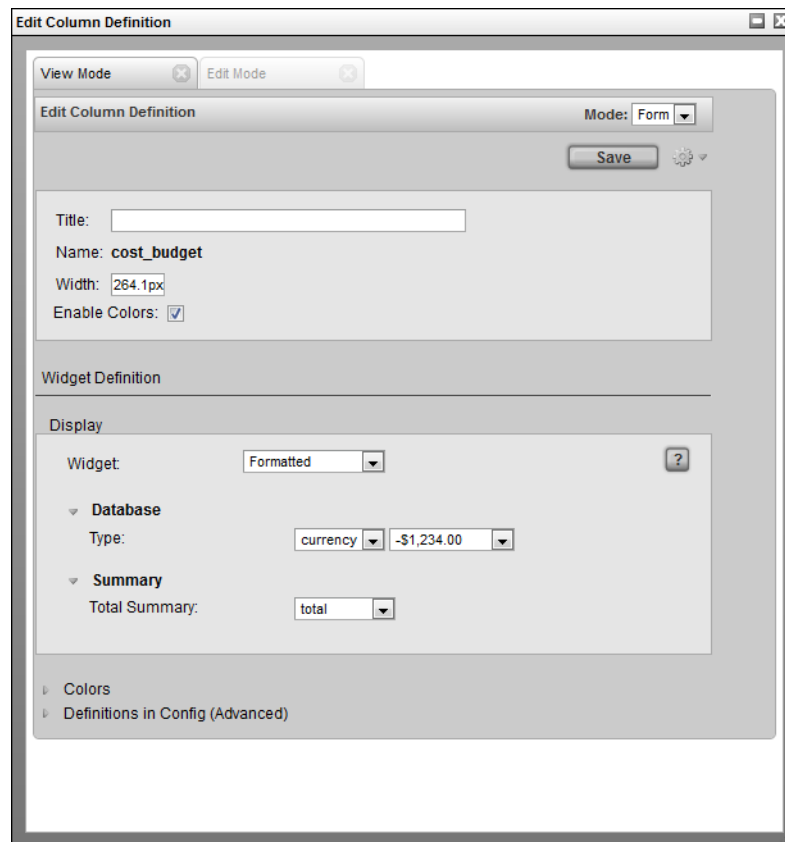 Edit Column Definition
View Mode Edit Mode
Edit Column Definition Mode: Form
Save
Title:
Name: cost_budget
Width: 264.1px
Enable Colors:
Widget Definition
Display
Widget: Formatted ?
Database
Type: currency -$1,234.00
Summary
Total Summary: total
Colors
Definitions in Config (Advanced)